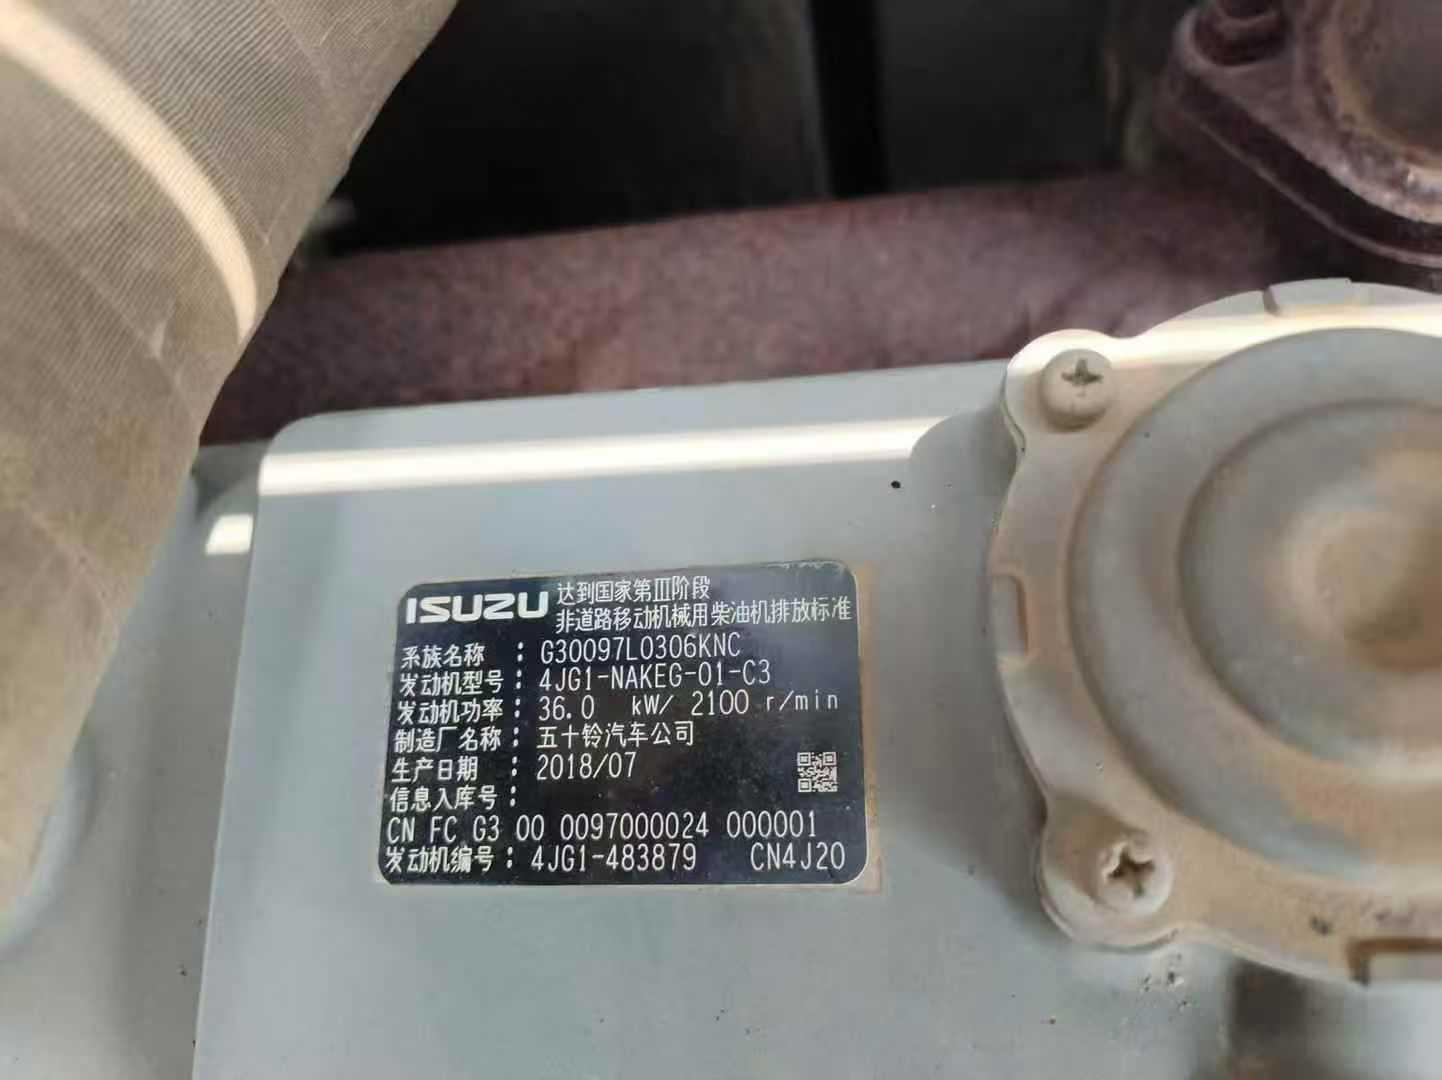 ISUZU 达到国家第III阶段
非道路移动机械用柴油机排放标准
系族名称 : G30097L0306KNC
发动机型号 : 4JG1-NAKEG-01-C3
发动机功率 : 36.0 kW/ 2100 r/min
制造厂名称 : 五十铃汽车公司
生产日期 : 2018/07
信息入库号 :
CN FC G3 00 0097000024 000001
发动机编号 : 4JG1-483879 CN4J20